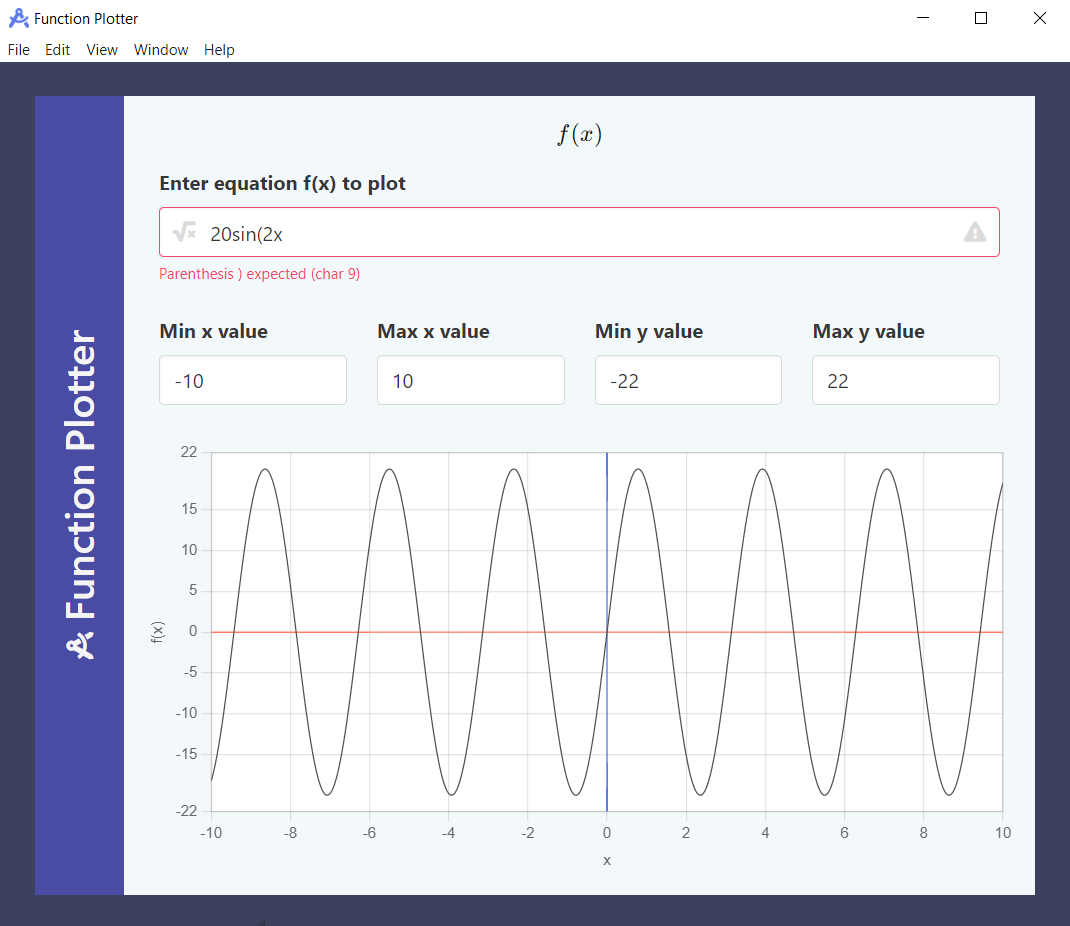 Function Plotter
File Edit View Window Help
Function Plotter
f(x)
Enter equation f(x) to plot
20sin(2x
Parenthesis ) expected (char 9)
Min x value Max x value Min y value Max y value
-10 10 -22 22
22
15
10
5
0
-5
-10
-15
-22
f(x)
-10 -8 -6 -4 -2 0 2 4 6 8 10
x